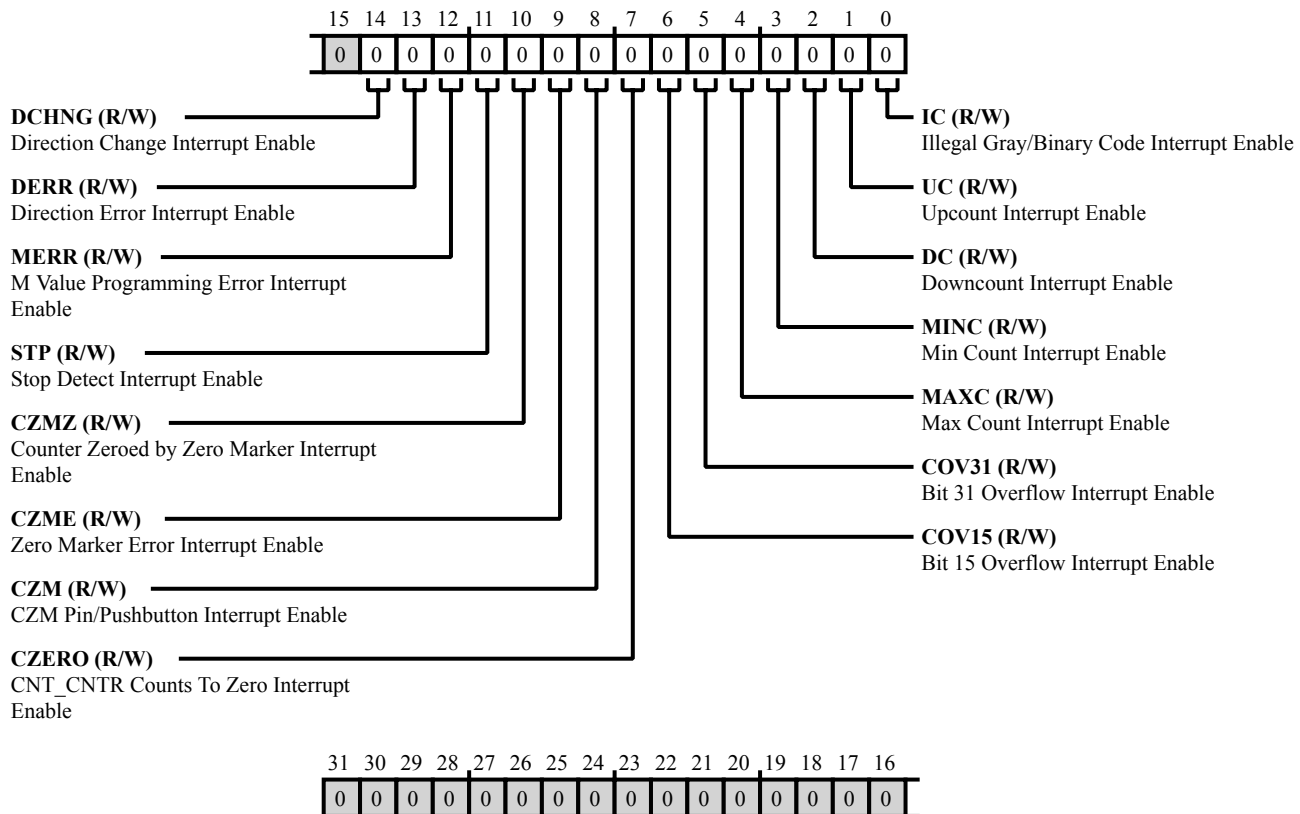 15 14 13 12 11 10 9 8 7 6 5 4 3 2 1 0
0 0 0 0 0 0 0 0 0 0 0 0 0 0 0 0
DCHNG (R/W)
Direction Change Interrupt Enable
DERR (R/W)
Direction Error Interrupt Enable
MERR (R/W)
M Value Programming Error Interrupt
Enable
STP (R/W)
Stop Detect Interrupt Enable
CZMZ (R/W)
Counter Zeroed by Zero Marker Interrupt
Enable
CZME (R/W)
Zero Marker Error Interrupt Enable
CZM (R/W)
CZM Pin/Pushbutton Interrupt Enable
CZERO (R/W)
CNT_CNTR Counts To Zero Interrupt
Enable
IC (R/W)
Illegal Gray/Binary Code Interrupt Enable
UC (R/W)
Upcount Interrupt Enable
DC (R/W)
Downcount Interrupt Enable
MINC (R/W)
Min Count Interrupt Enable
MAXC (R/W)
Max Count Interrupt Enable
COV31 (R/W)
Bit 31 Overflow Interrupt Enable
COV15 (R/W)
Bit 15 Overflow Interrupt Enable
31 30 29 28 27 26 25 24 23 22 21 20 19 18 17 16
0 0 0 0 0 0 0 0 0 0 0 0 0 0 0 0